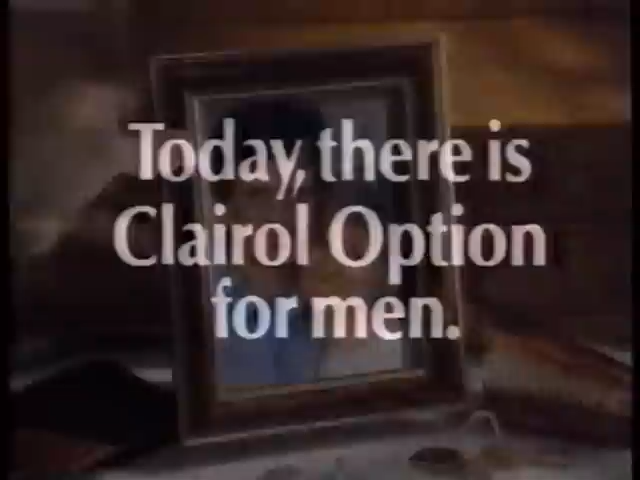 Today, there is
Clairol Option
for men.